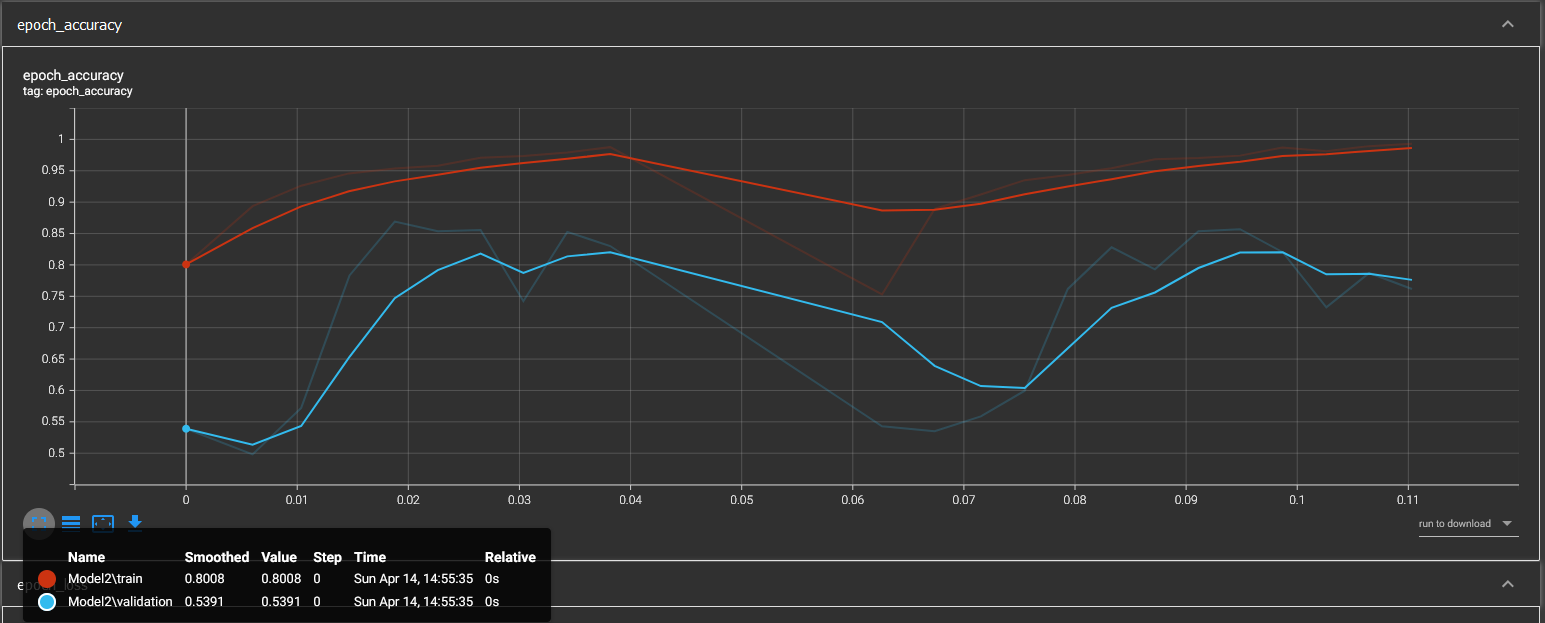 epoch_accuracy
epoch_accuracy
tag: epoch_accuracy
1
0.95
0.9
0.85
0.8
0.75
0.7
0.65
0.6
0.55
0.5
0 0.01 0.02 0.03 0.04 0.05 0.06 0.07 0.08 0.09 0.1 0.11
run to download
Name Smoothed Value Step Time Relative
Model2\train 0.8008 0.8008 0 Sun Apr 14, 14:55:35 0s
epoch_loss
Model2\validation 0.5391 0.5391 0 Sun Apr 14, 14:55:35 0s